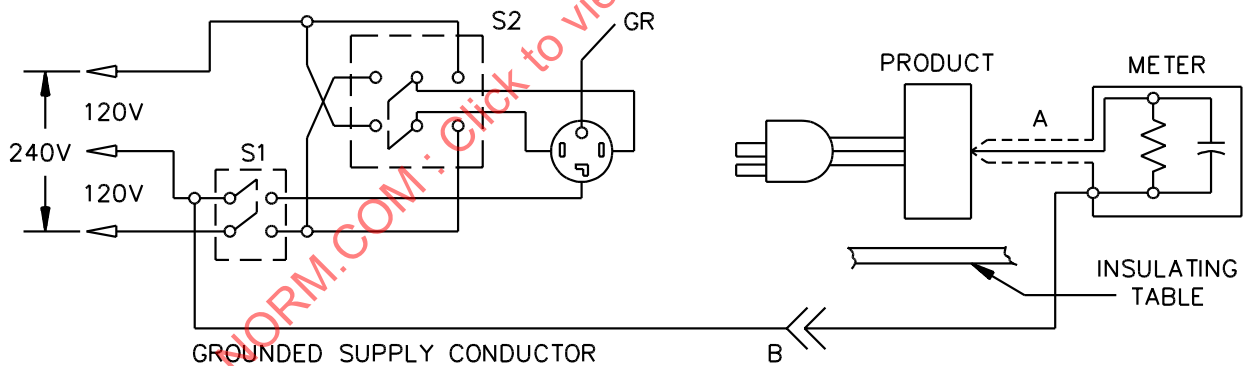 S2
GR
PRODUCT
METER
120V
A
240V
S1
120V
INSULATING
TABLE
GROUNDED SUPPLY CONDUCTOR
B
NORM.COM : Click to vie